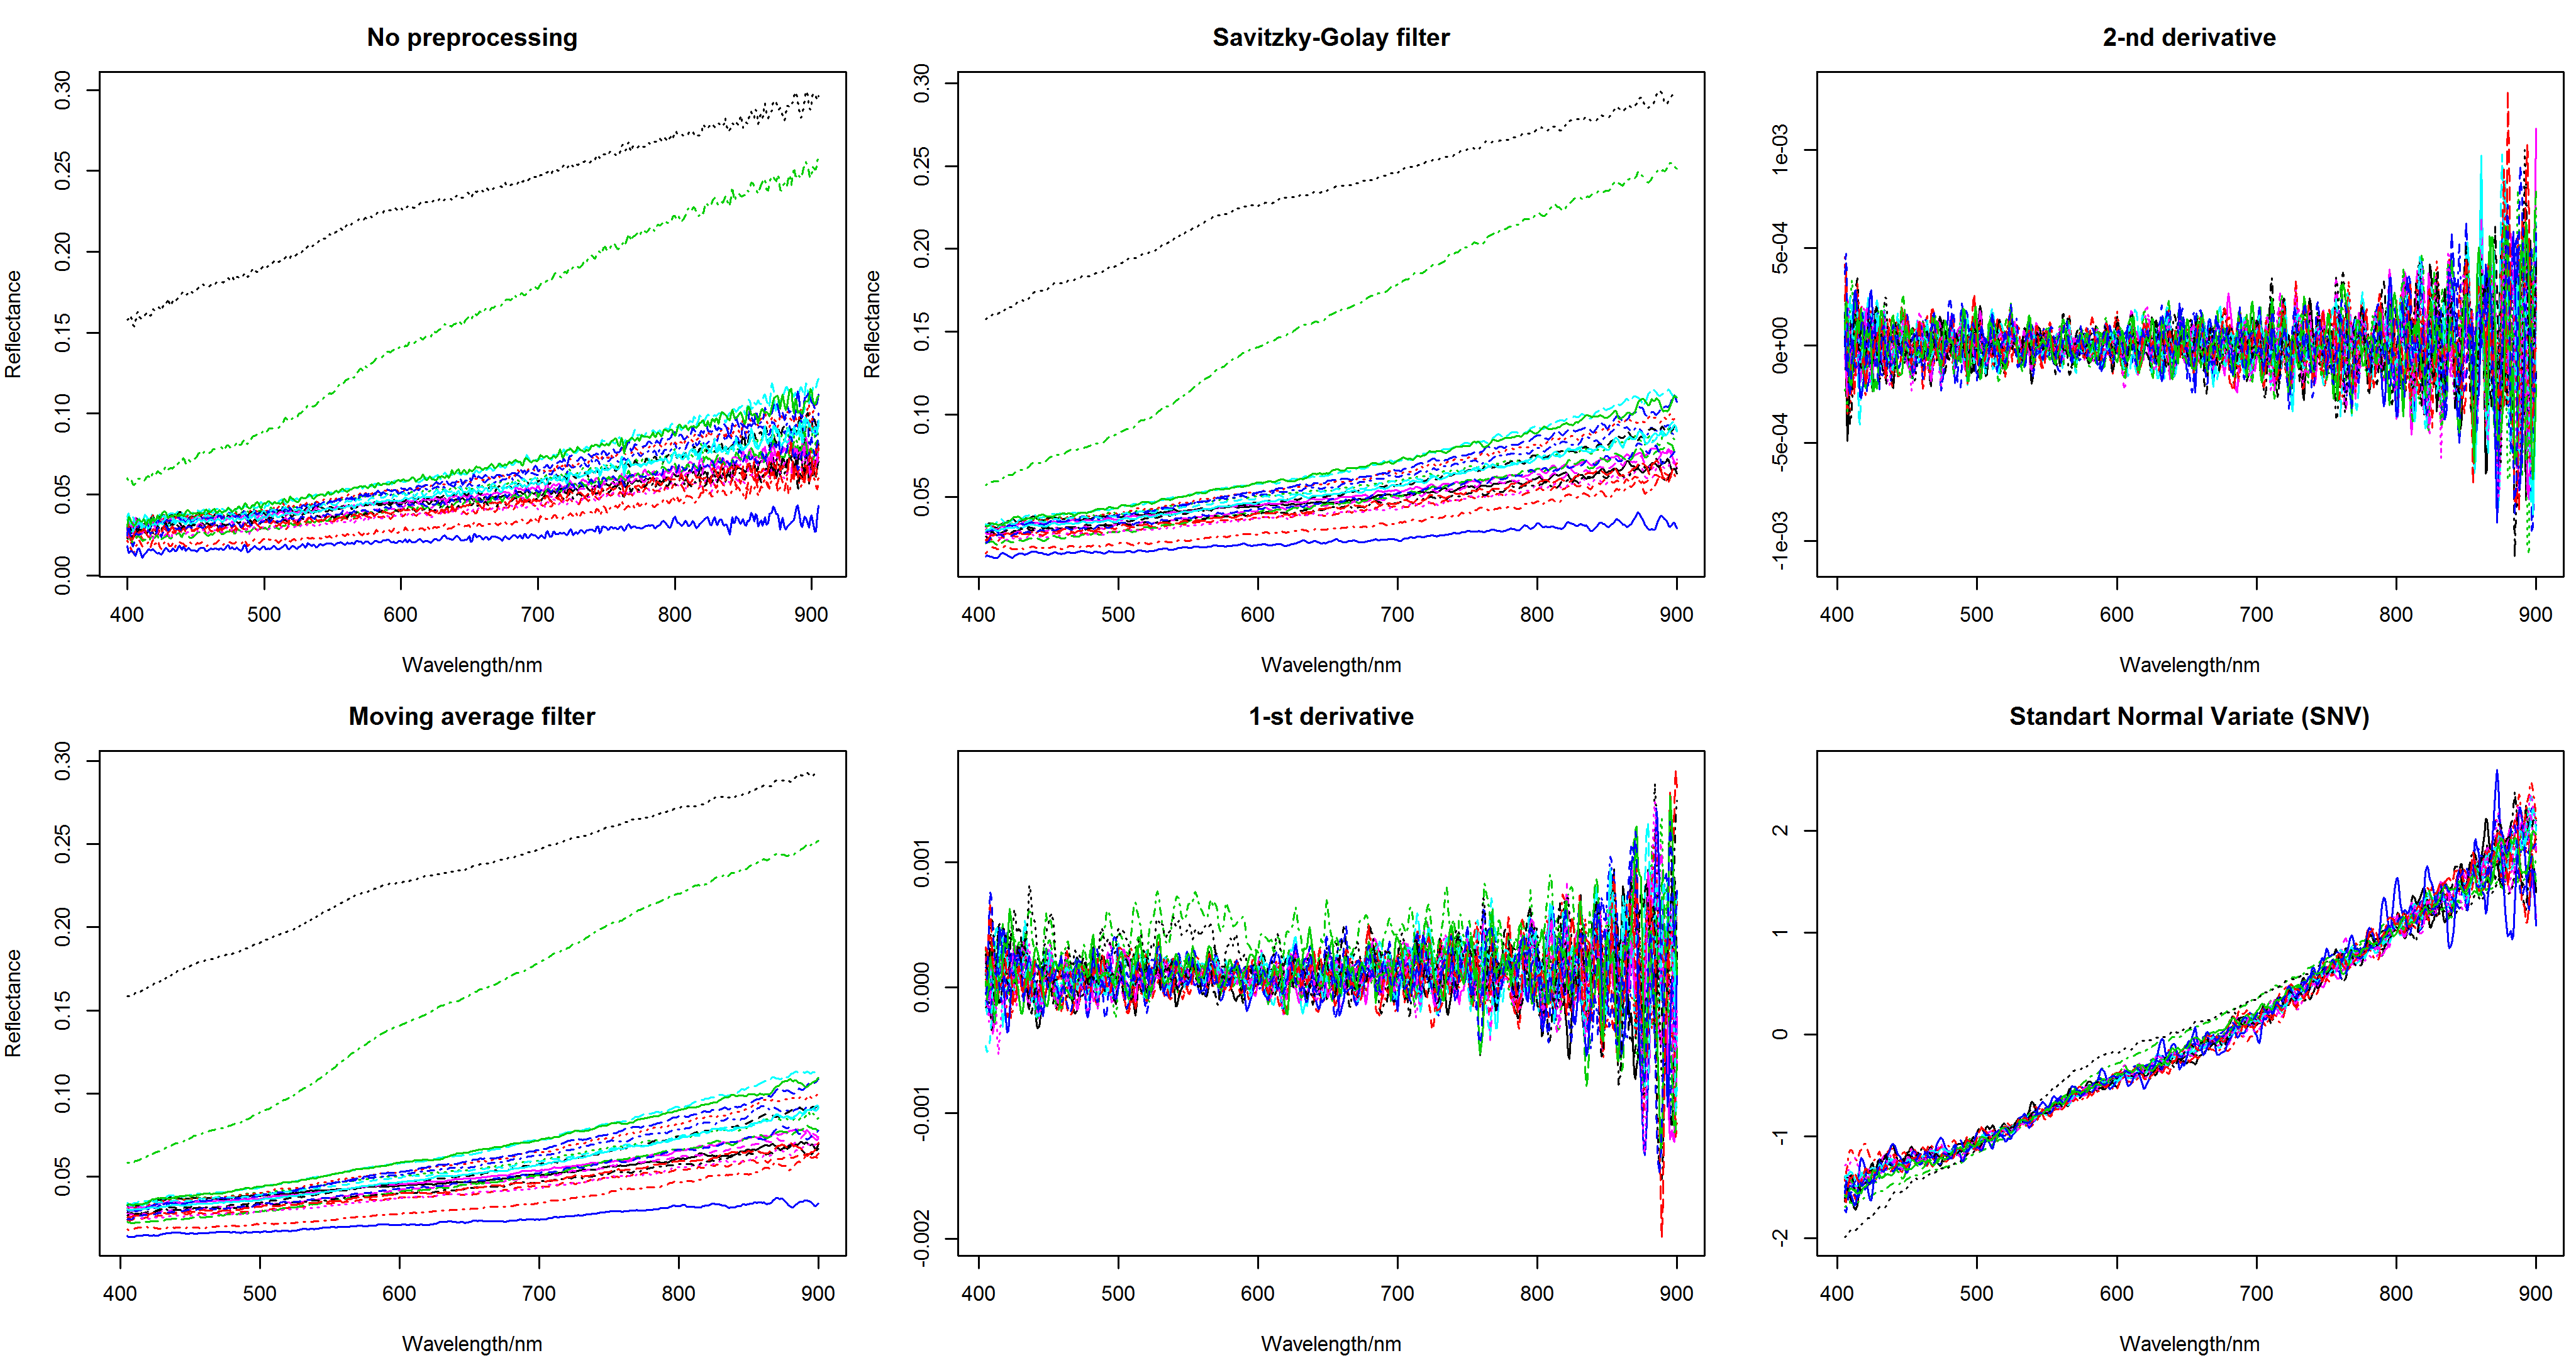 No preprocessing
0.30
0.25
0.20
0.15
0.10
0.05
0.00
Reflectance
400 500 600 700 800 900
Wavelength/nm
Savitzky-Golay filter
0.30
0.25
0.20
0.15
0.10
0.05
Reflectance
400 500 600 700 800 900
Wavelength/nm
2-nd derivative
1e-03
5e-04
0e+00
-5e-04
-1e-03
400 500 600 700 800 900
Wavelength/nm
Moving average filter
0.30
0.25
0.20
0.15
0.10
0.05
Reflectance
400 500 600 700 800 900
Wavelength/nm
1-st derivative
0.001
0.000
-0.001
-0.002
400 500 600 700 800 900
Wavelength/nm
Standart Normal Variate (SNV)
2
1
0
-1
-2
400 500 600 700 800 900
Wavelength/nm